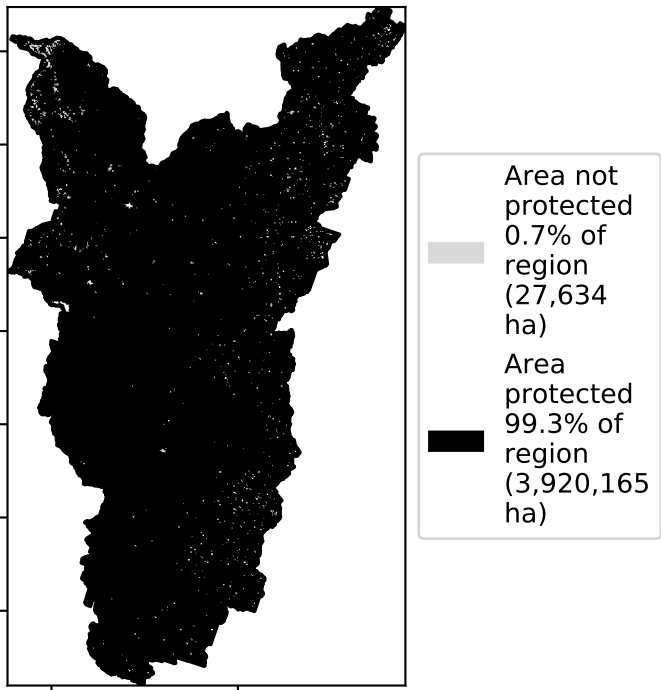 Area not
protected
0.7% of
region
(27,634
ha)
Area
protected
99.3% of
region
(3,920,165
ha)